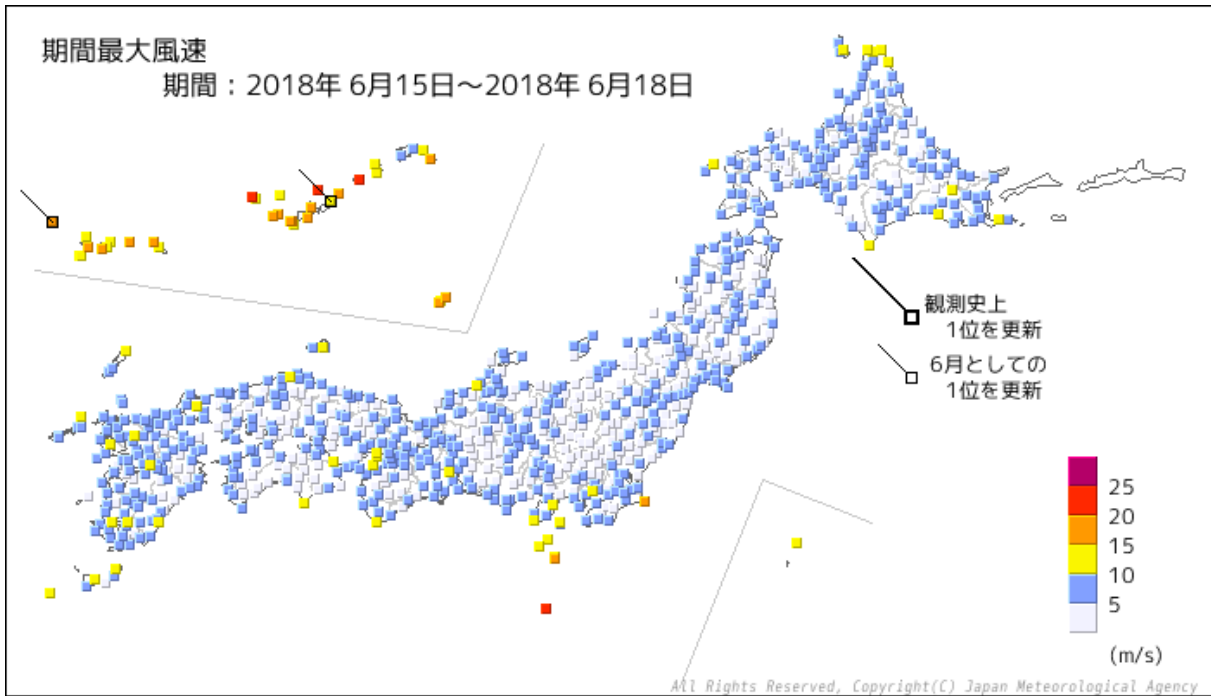 期間最大風速
期間：2018年 6月15日～2018年 6月18日
観測史上
1位を更新
6月としての
1位を更新
25
20
15
10
5
(m/s)
All Rights Reserved, Copyright(C) Japan Meteorological Agency